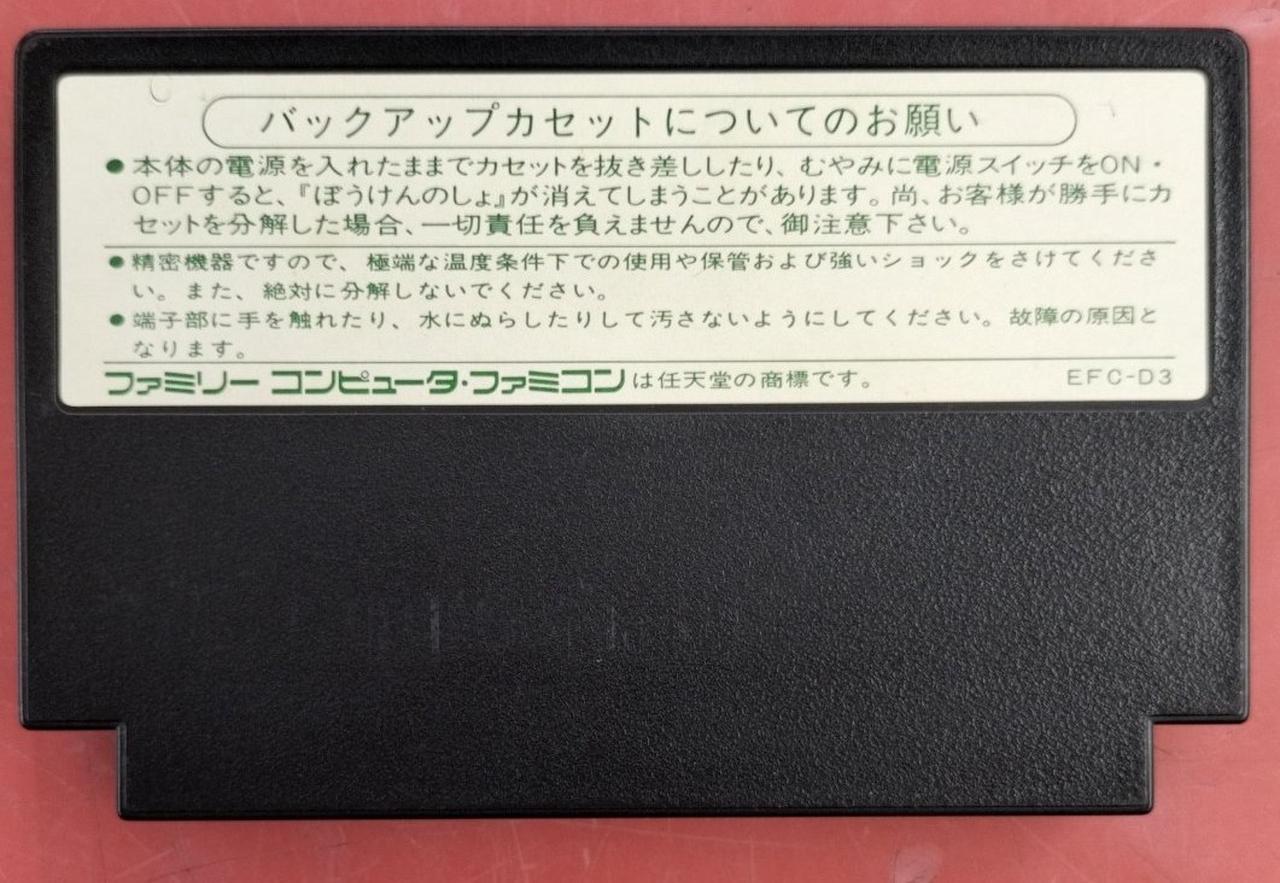 バックアップカセットについてのお願い
●本体の電源を入れたままでカセットを抜き差ししたり、むやみに電源スイッチをON・
OFFすると、『ぼうけんのしょ』が消えてしまうことがあります。尚、お客様が勝手にカ
セットを分解した場合、一切責任を負えませんので、御注意下さい。
●精密機器ですので、極端な温度条件下での使用や保管および強いショックをさけてくださ
い。また、絶対に分解しないでください。
●端子部に手を触れたり、水にぬらしたりして汚さないようにしてください。故障の原因と
なります。
ファミリー コンピュータ・ファミコンは任天堂の商標です。 EFC-D3